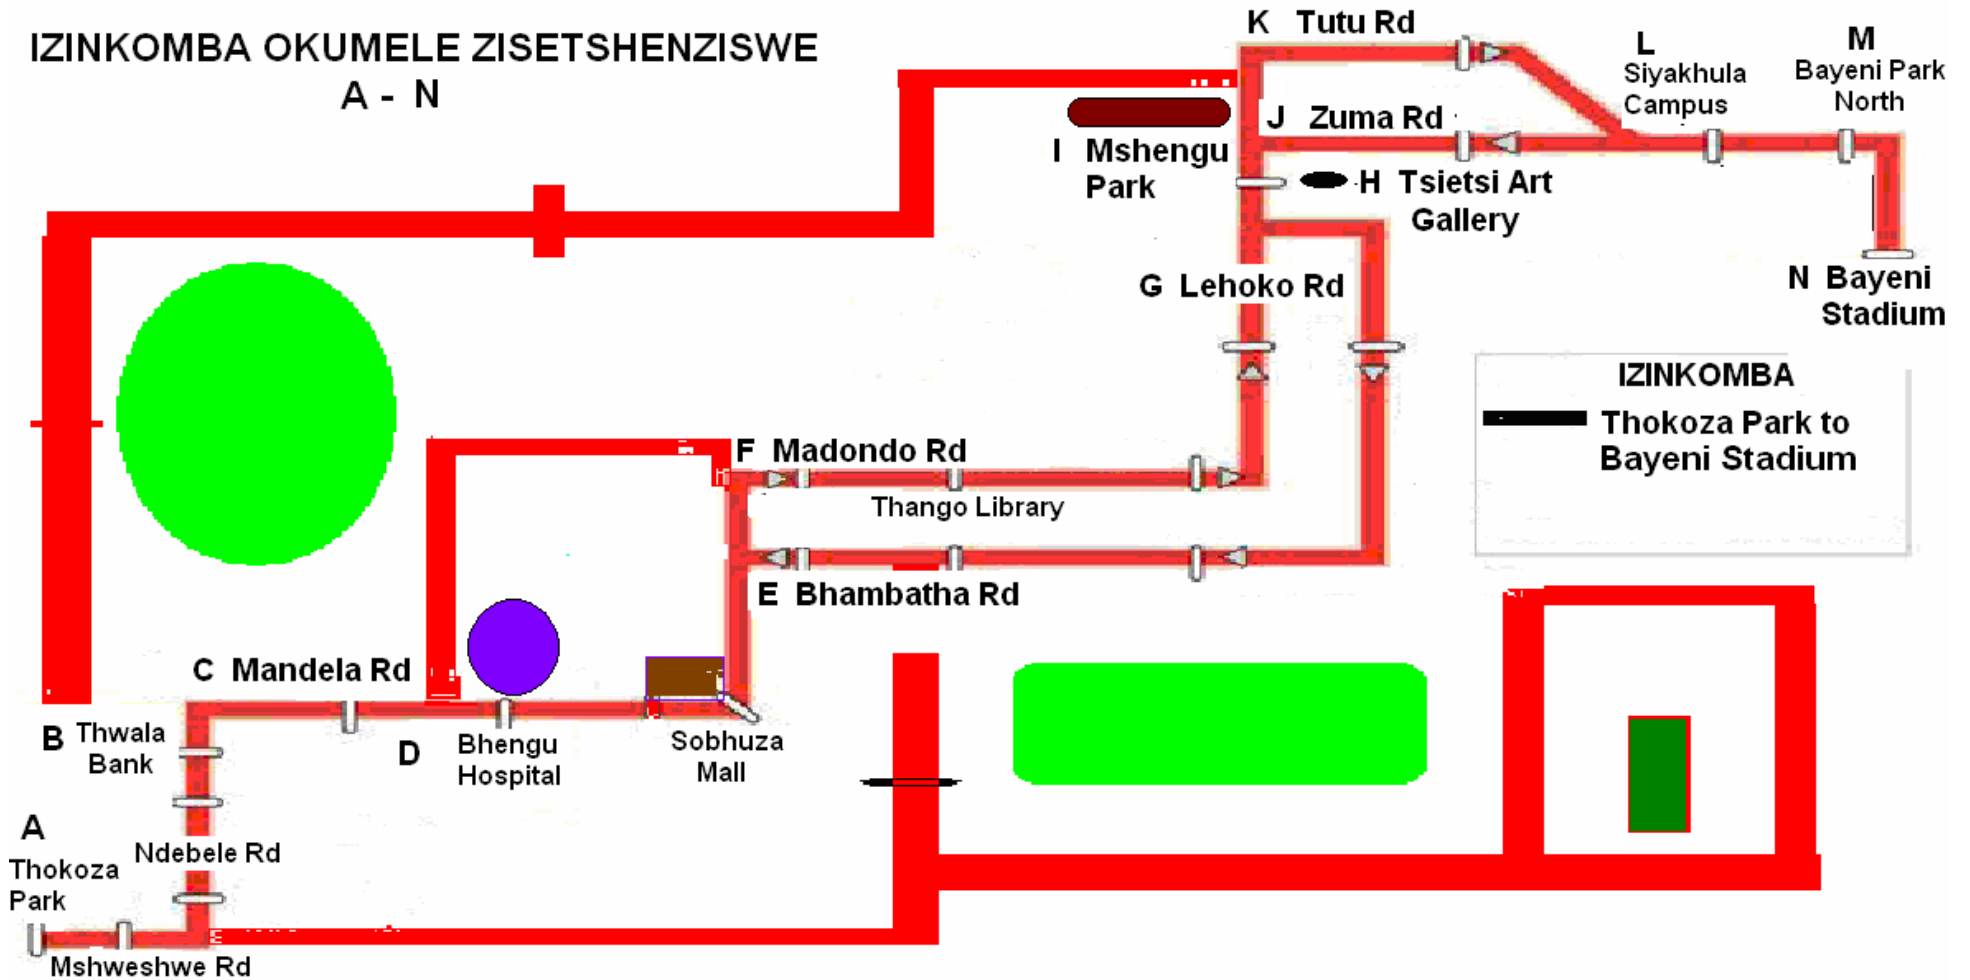 IZINKOMBA OKUMELE ZISETSHENZISWE
A - N
K Tutu Rd
L
Siyakhula
Campus
M
Bayeni Park
North
J Zuma Rd
I Mshengu
Park
H Tsietsi Art
Gallery
G Lehoko Rd
N Bayeni
Stadium
IZINKOMBA
Thokoza Park to
Bayeni Stadium
F Madondo Rd
Thango Library
E Bhambatha Rd
C Mandela Rd
B Thwala
Bank
D
Bhengu
Hospital
Sobhuza
Mall
A
Thokoza
Park
Ndebele Rd
Mshweshwe Rd